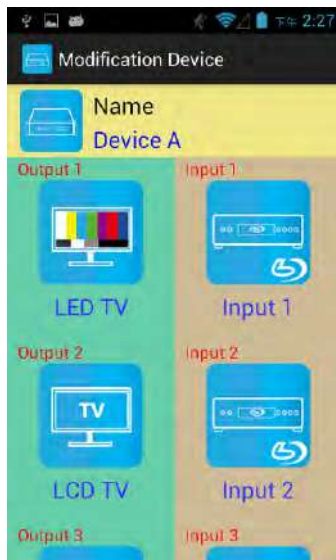 下午 2:27
Modification Device
Name
Device A
Output 1
Input 1
LED TV
Input 1
Output 2
Input 2
TV
LCD TV
Input 2
Output 3
Input 3